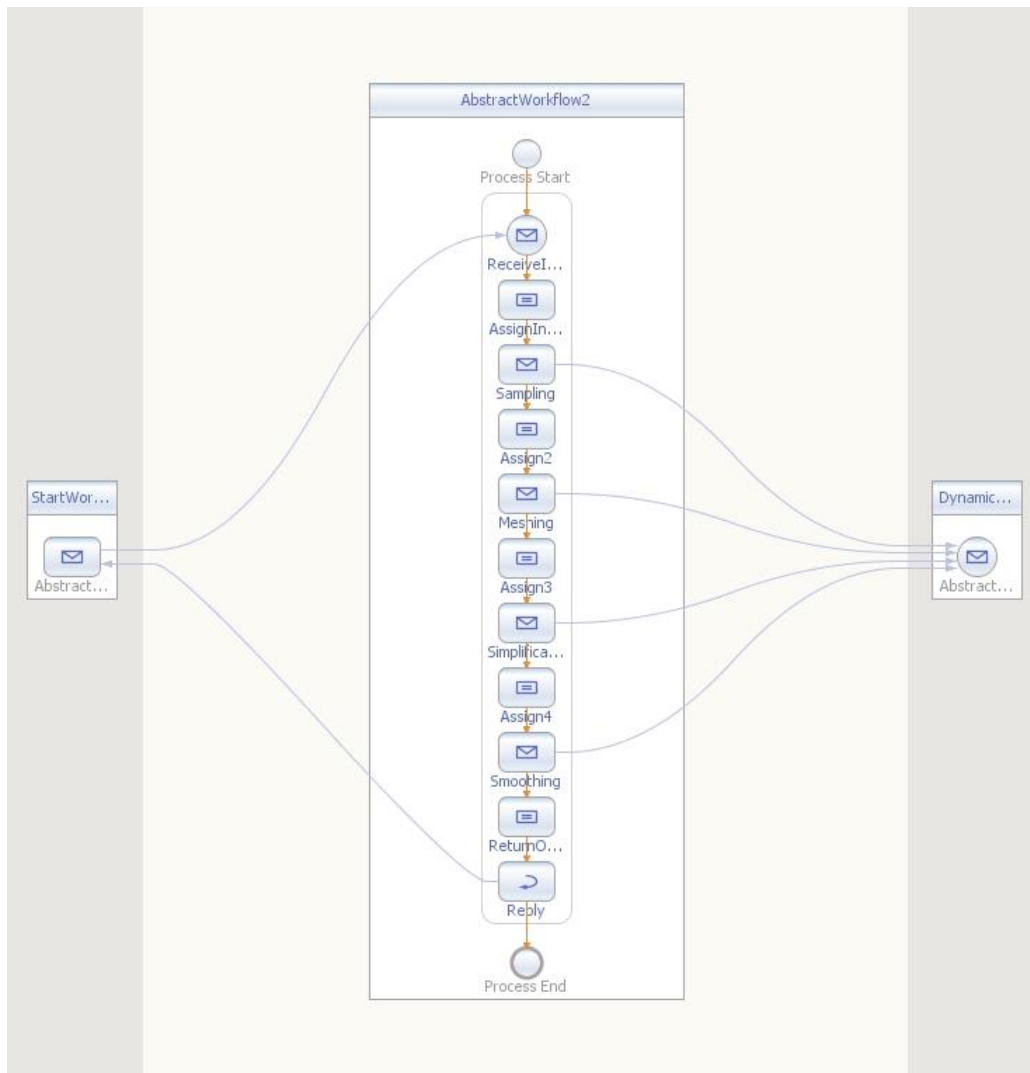 AbstractWorkflow2
Process Start
ReceiveI...
AssignIn...
Sampling
Assign2
StartWor...
Meshing
Dynamic...
Assign3
Abstract...
Abstract...
Simplifica...
Assign4
Smoothing
ReturnO...
Reply
Process End